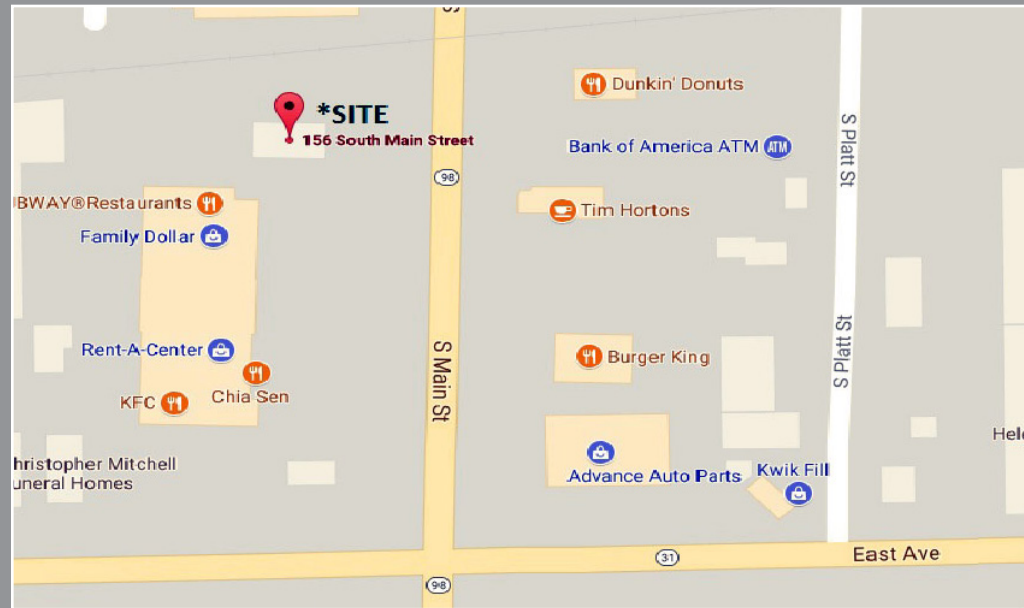 Dunkin' Donuts
*SITE
156 South Main Street
Bank of America ATM
ATM
S Platt St
98
UBWAY®Restaurants
Tim Hortons
Family Dollar
Rent-A-Center
S Main St
S Platt St
Burger King
KFC
Chia Sen
hristopher Mitchell
uneral Homes
Hele
Advance Auto Parts
Kwik Fill
31
East Ave
98